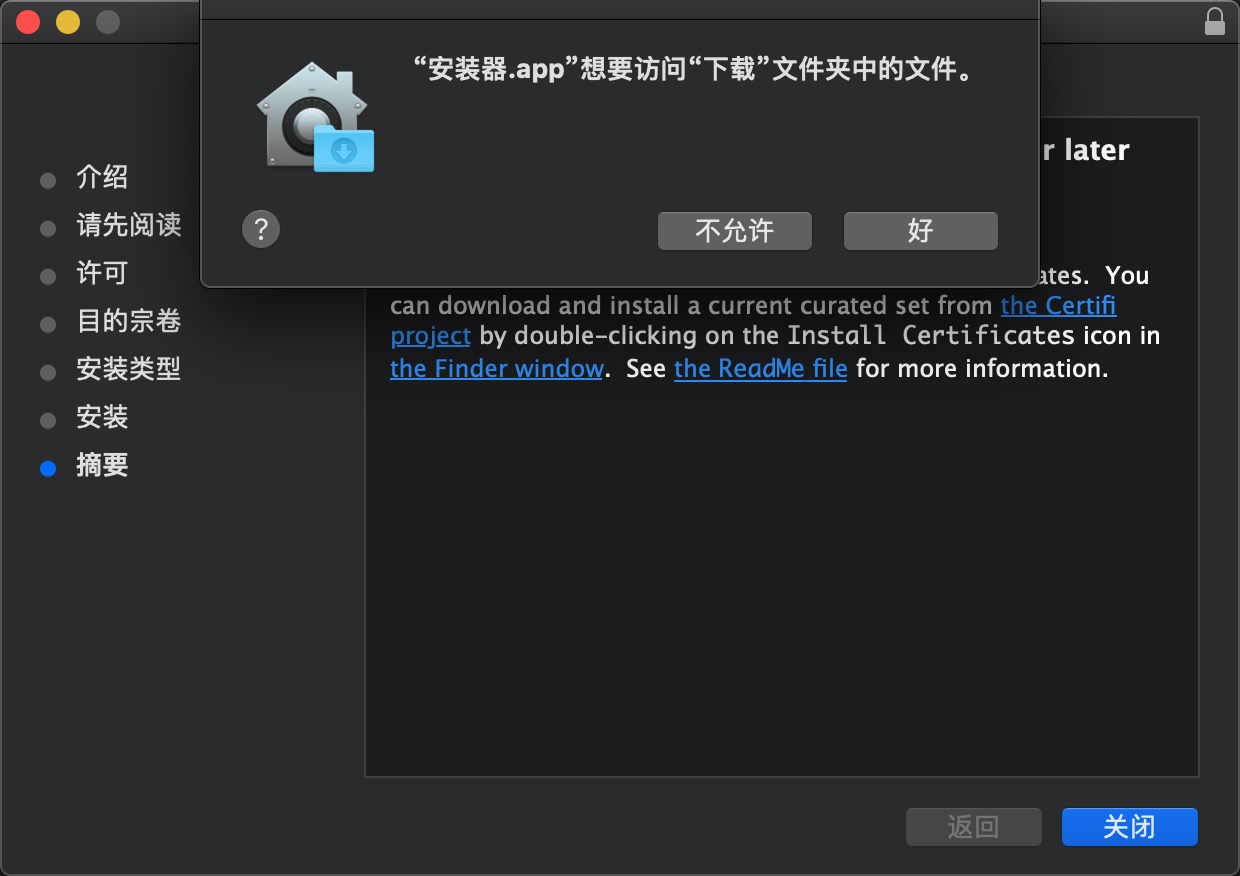 “安装器.app”想要访问“下载”文件夹中的文件。
?
不允许
好
介绍
请先阅读
许可
目的宗卷
安装类型
安装
摘要
r later
You
can download and install a current curated set from the Certifi
project by double-clicking on the Install Certificates icon in
the Finder window. See the ReadMe file for more information.
返回
关闭